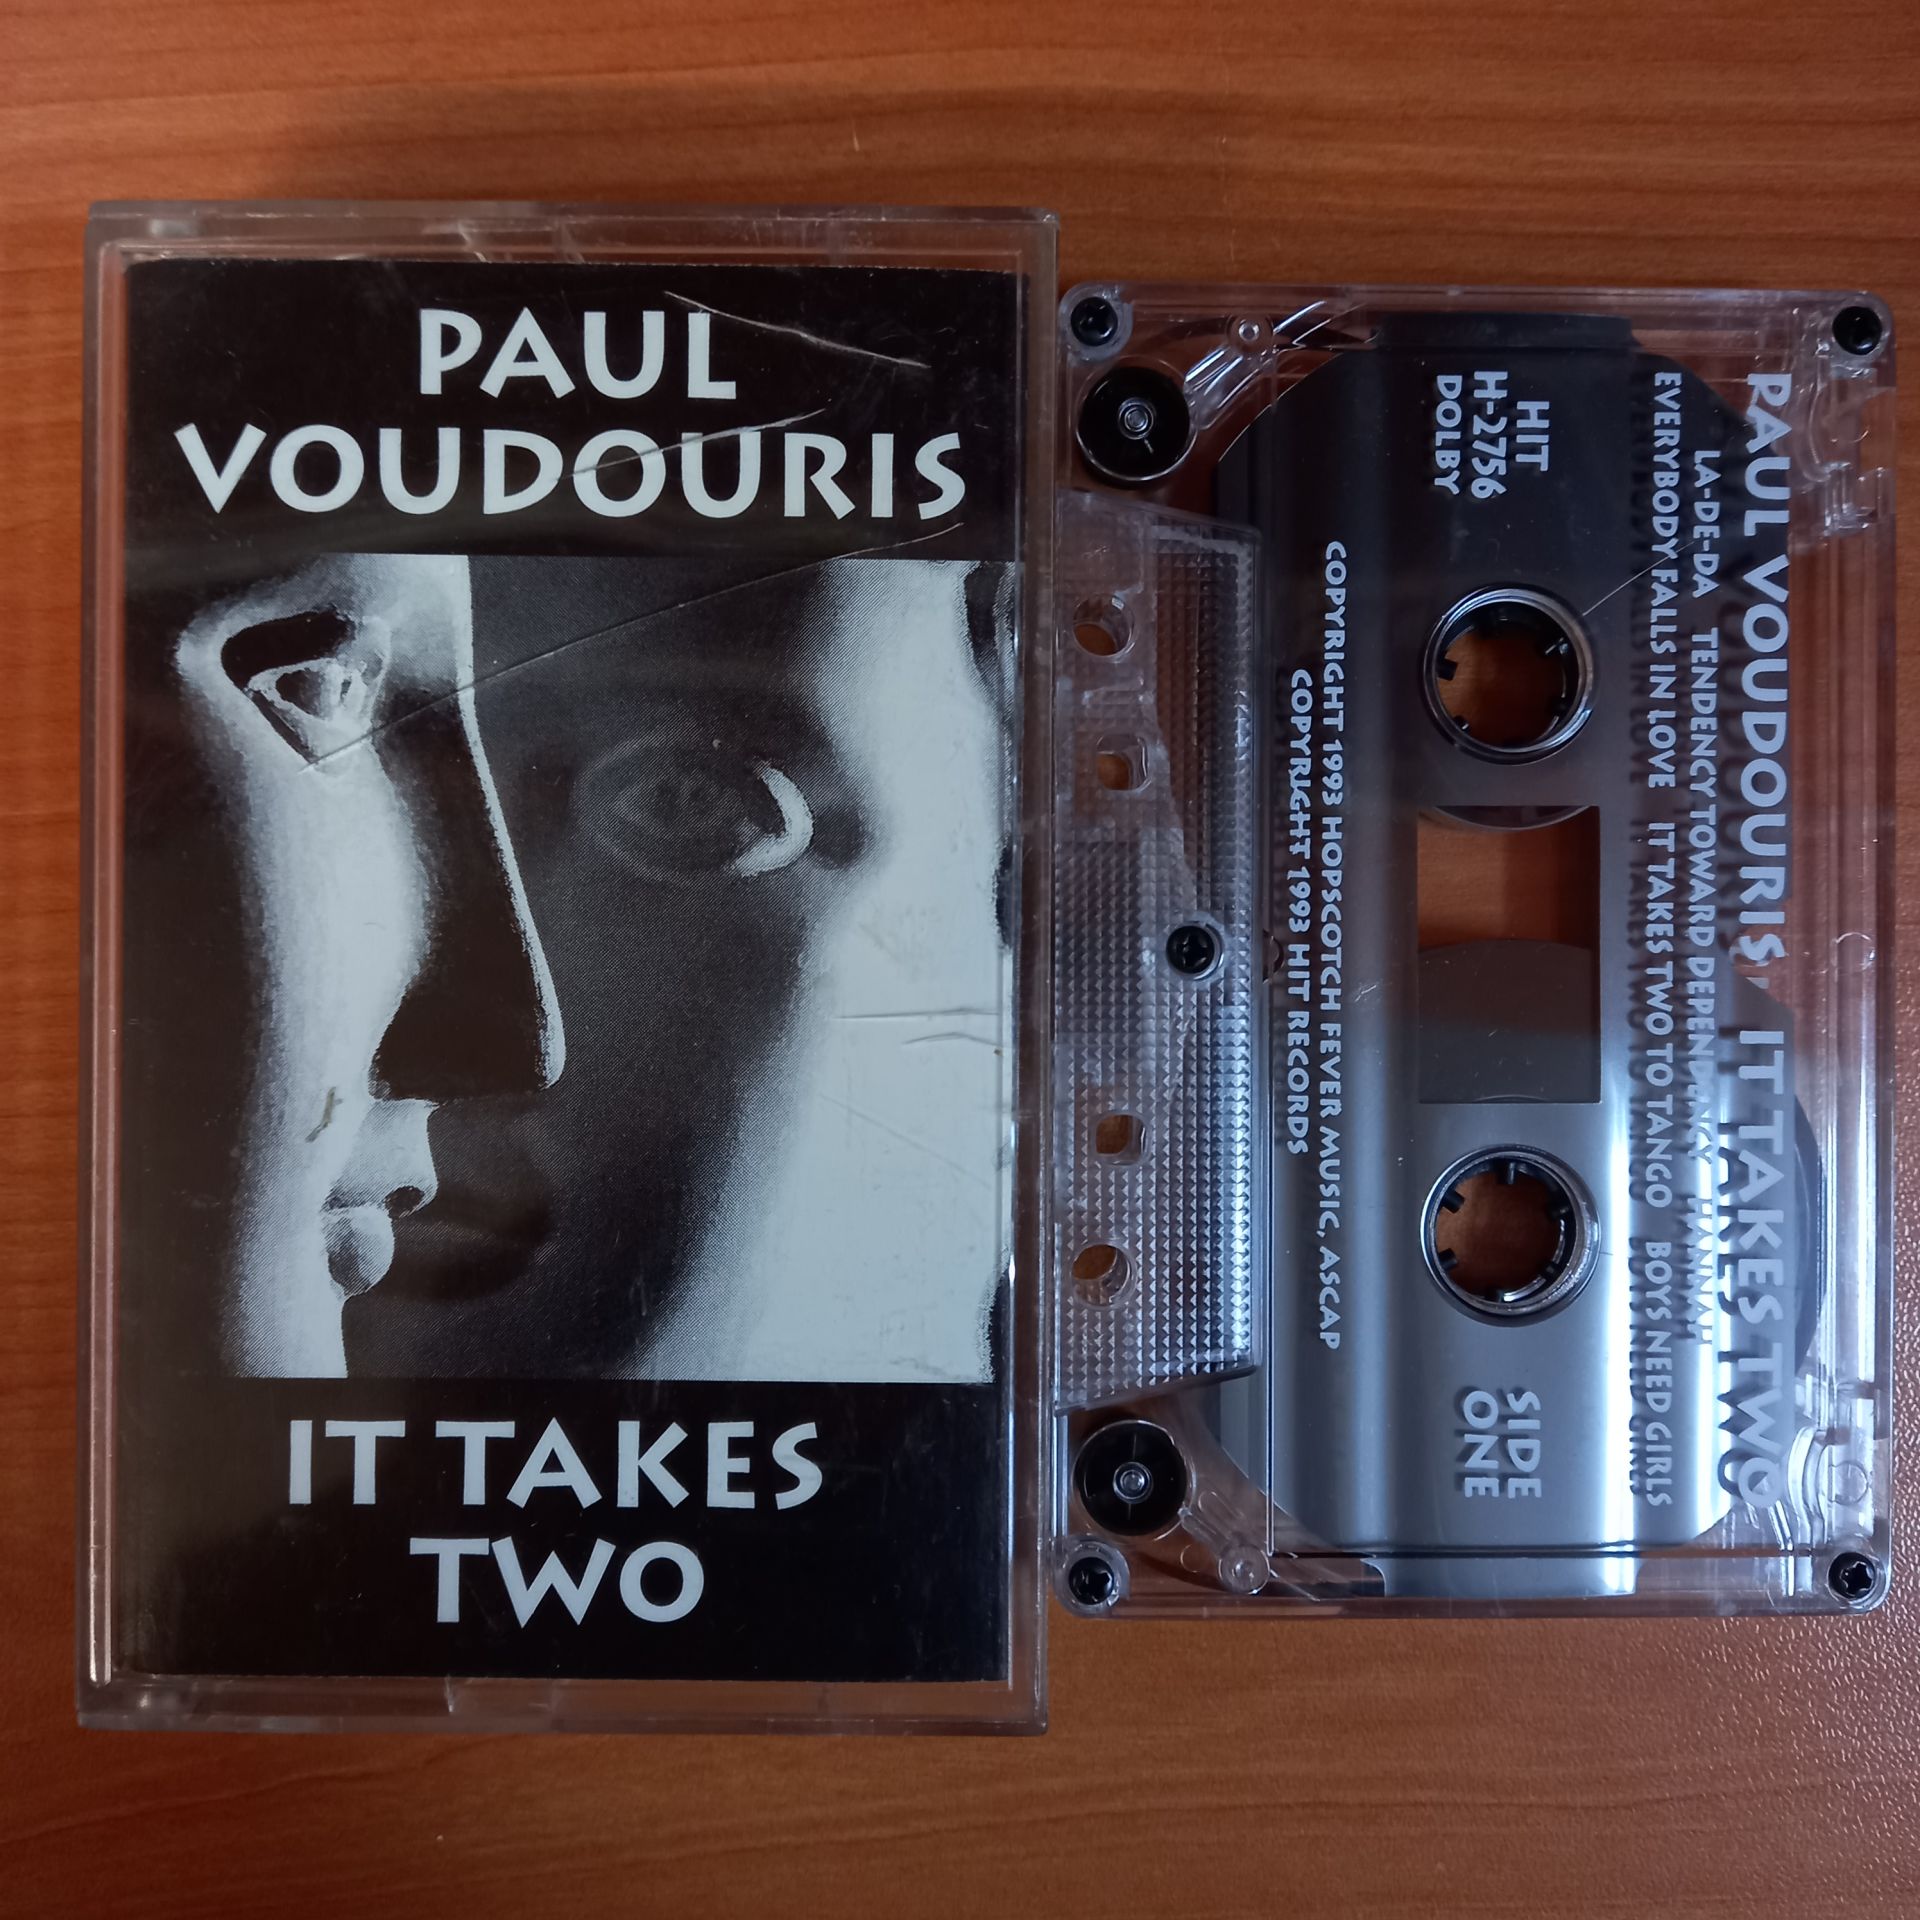 PAUL
VOUDOURIS
IT TAKES
TWO
PAUL VOUDOURIS, IT TAKES TWO
LA-DE-DA TENDENCY TOWARD DEPENDENCY HANNAH
EVERYBODY FALLS IN LOVE IT TAKES TWO TO TANGO BOYS NEED GIRLS
HIT
H-2756
DOLBY
SIDE
ONE
COPYRIGHT 1993 HOPSCOTCH FEVER MUSIC, ASCAP
COPYRIGHT 1993 HIT RECORDS